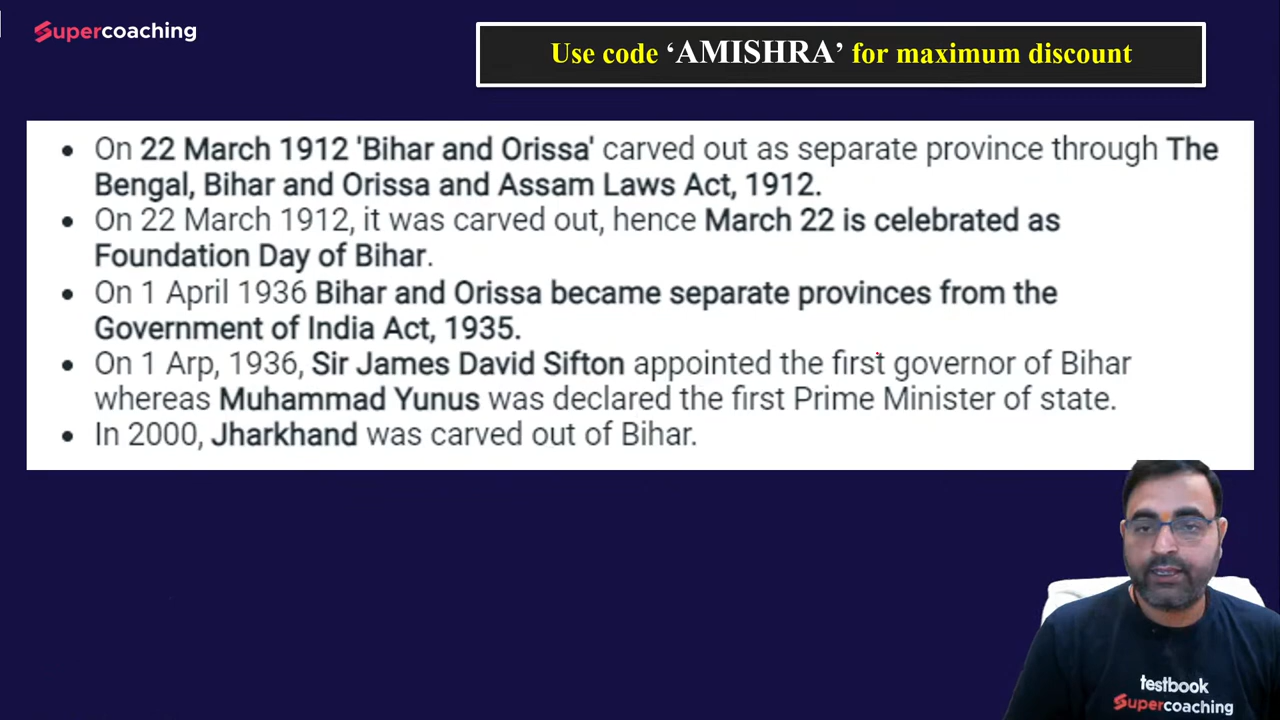 Supercoaching
Use code ‘AMISHRA’ for maximum discount
• On 22 March 1912 'Bihar and Orissa' carved out as separate province through The
Bengal, Bihar and Orissa and Assam Laws Act, 1912.
• On 22 March 1912, it was carved out, hence March 22 is celebrated as
Foundation Day of Bihar.
• On 1 April 1936 Bihar and Orissa became separate provinces from the
Government of India Act, 1935.
• On 1 Arp, 1936, Sir James David Sifton appointed the first governor of Bihar
whereas Muhammad Yunus was declared the first Prime Minister of state.
• In 2000, Jharkhand was carved out of Bihar.
testbook
Supercoaching